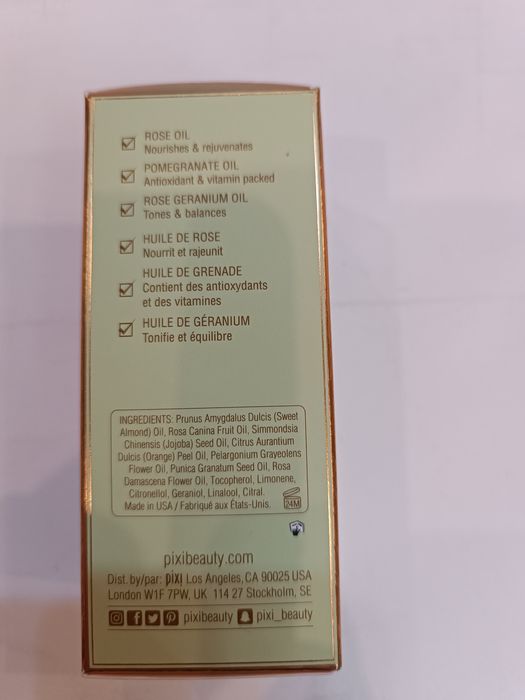 ROSE OIL
Nourishes & rejuvenates
POMEGRANATE OIL
Antioxidant & vitamin packed
ROSE GERANIUM OIL
Tones & balances
HUILE DE ROSE
Nourrit et rajeunit
HUILE DE GRENADE
Contient des antioxydants
et des vitamines
HUILE DE GÉRANIUM
Tonifie et équilibre
INGREDIENTS: Prunus Amygdalus Dulcis (Sweet
Almond) Oil, Rosa Canina Fruit Oil, Simmondsia
Chinensis (Jojoba) Seed Oil, Citrus Aurantium
Dulcis (Orange) Peel Oil, Pelargonium Graveolens
Flower Oil, Punica Granatum Seed Oil, Rosa
Damascena Flower Oil, Tocopherol, Limonene,
Citronellol, Geraniol, Linalool, Citral.
Made in USA / Fabriqué aux États-Unis.
24M
pixibeauty.com
Dist. by/par: pixi Los Angeles, CA 90025 USA
London W1F 7PW, UK 114 27 Stockholm, SE
pixibeauty pixi_beauty